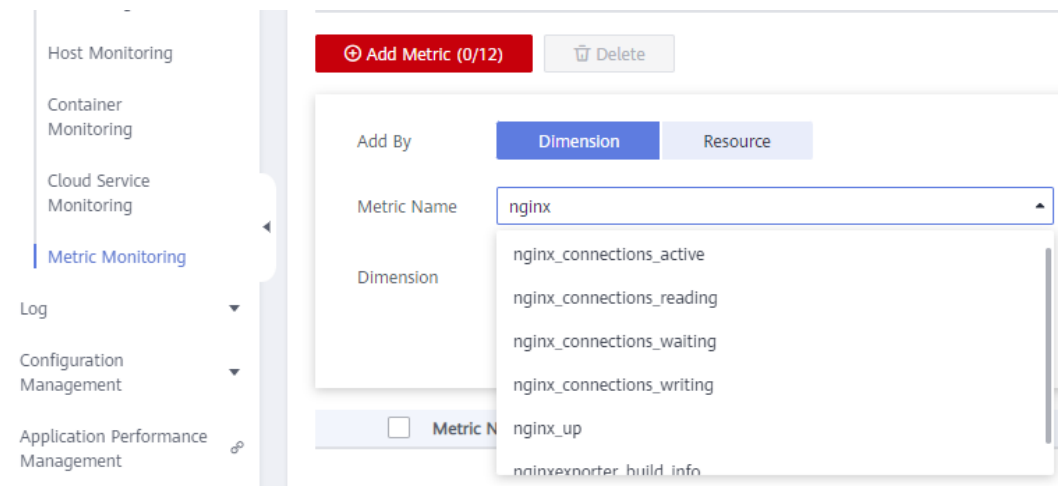 Host Monitoring
Container
Monitoring
Cloud Service
Monitoring
Metric Monitoring
Log
Configuration
Management
Application Performance
Management
Add Metric (0/12)
Delete
Add By
Dimension
Resource
Metric Name
nginx
Dimension
nginx_connections_active
nginx_connections_reading
nginx_connections_waiting
nginx_connections_writing
nginx_up
nginxexporter_build_info
Metric N